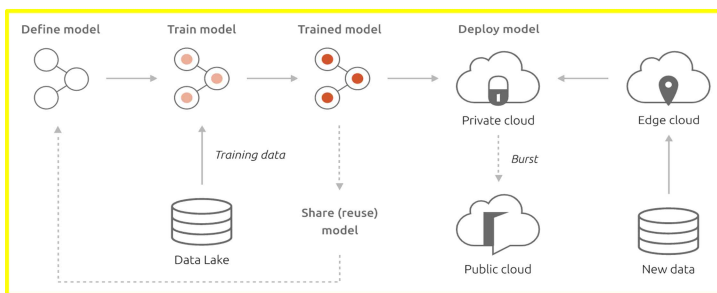 Define model
Train model
Trained model
Deploy model
Private cloud
Edge cloud
Training data
Burst
Share (reuse)
model
Data Lake
Public cloud
New data